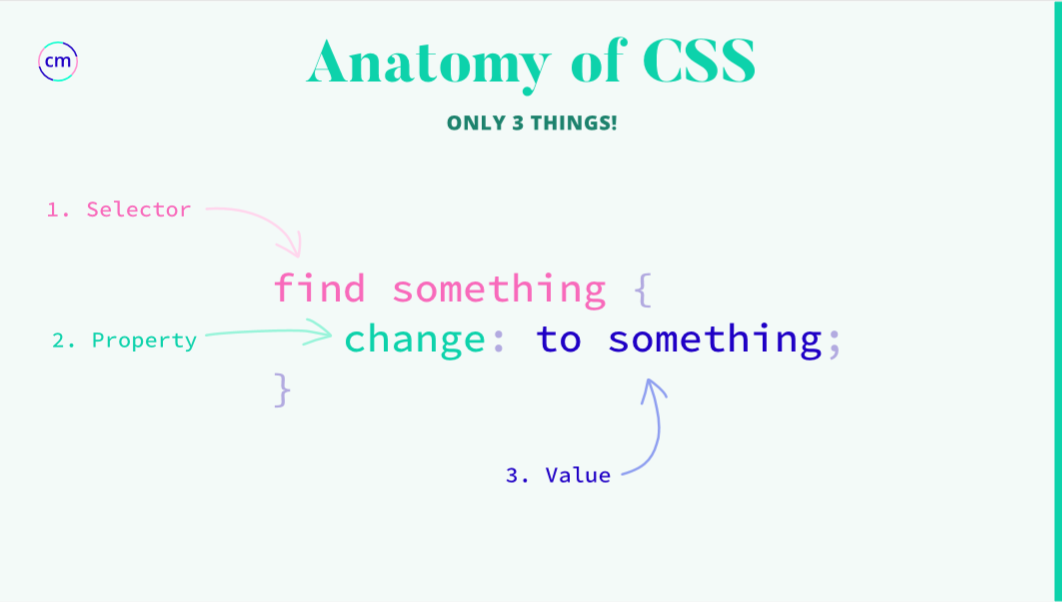 cm
Anatomy of CSS
ONLY 3 THINGS!
1. Selector
find something {
2. Property
change: to something;
}
3. Value